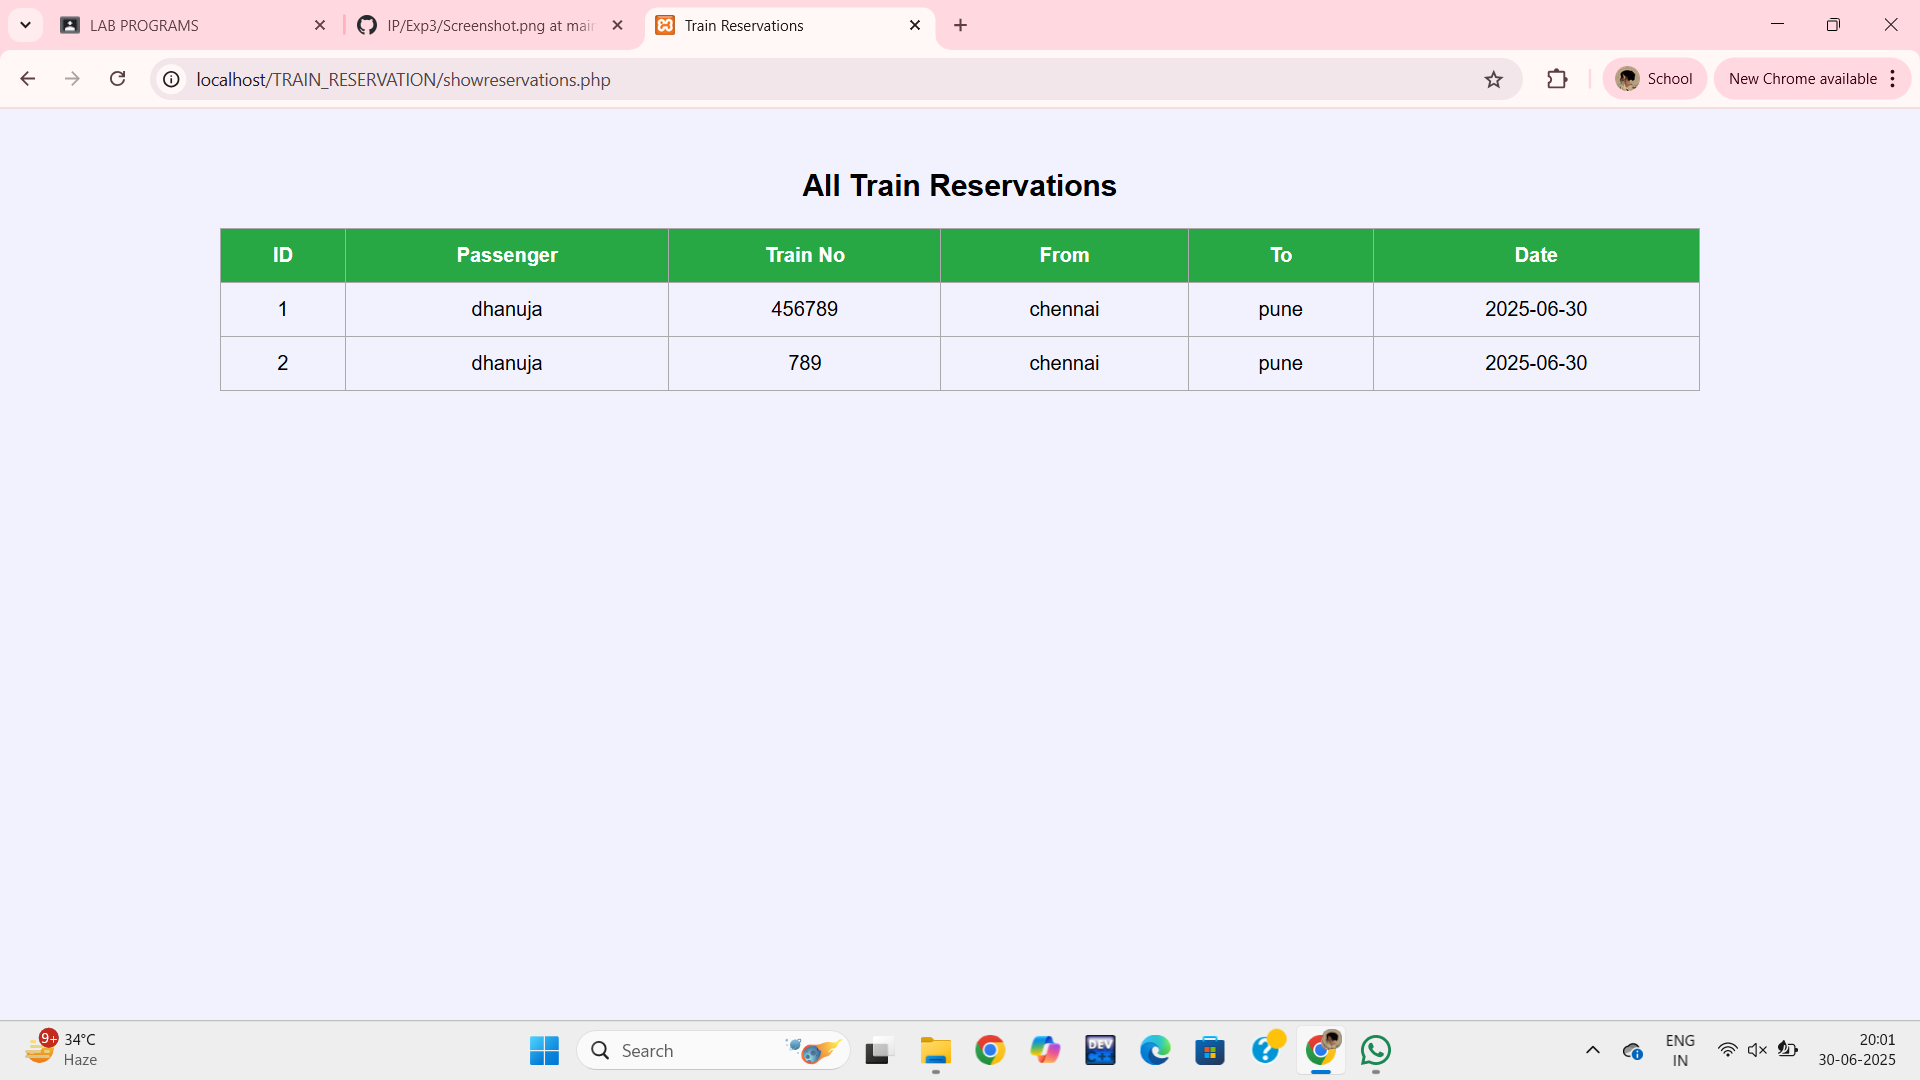 LAB PROGRAMS
IP/Exp3/Screenshot.png at main
Train Reservations
localhost/TRAIN_RESERVATION/showreservations.php
School
New Chrome available
All Train Reservations
ID Passenger Train No From To Date
1 dhanuja 456789 chennai pune 2025-06-30
2 dhanuja 789 chennai pune 2025-06-30
9+
34°C
Haze
Search
DEV
ENG
IN
20:01
30-06-2025